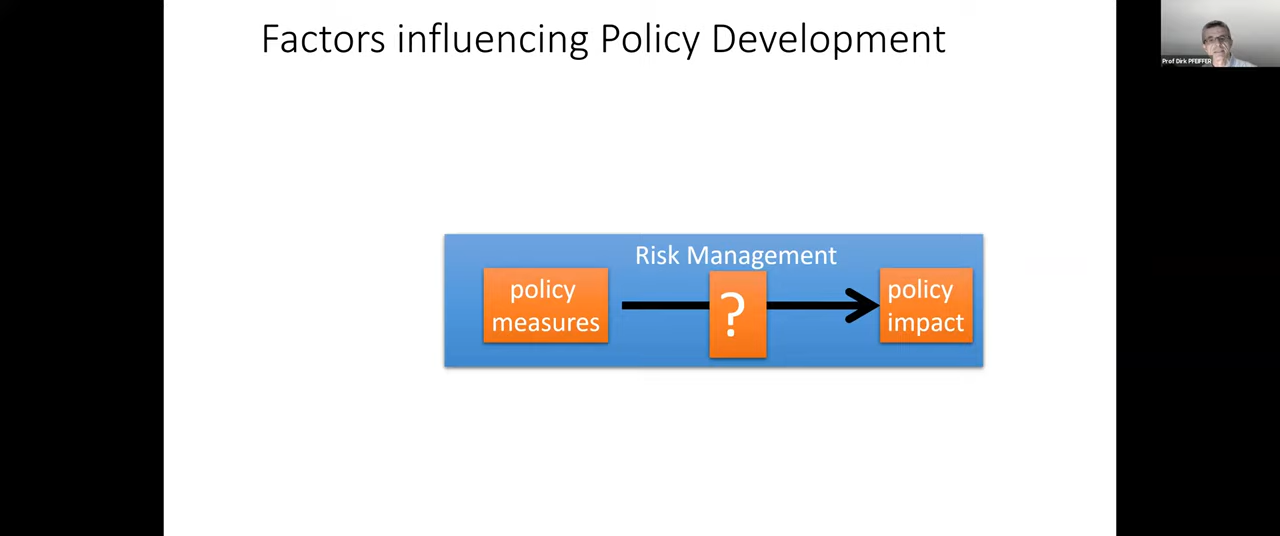 Factors influencing Policy Development
Prof Dirk PFEIFFER
Risk Management
policy
measures
?
policy
impact